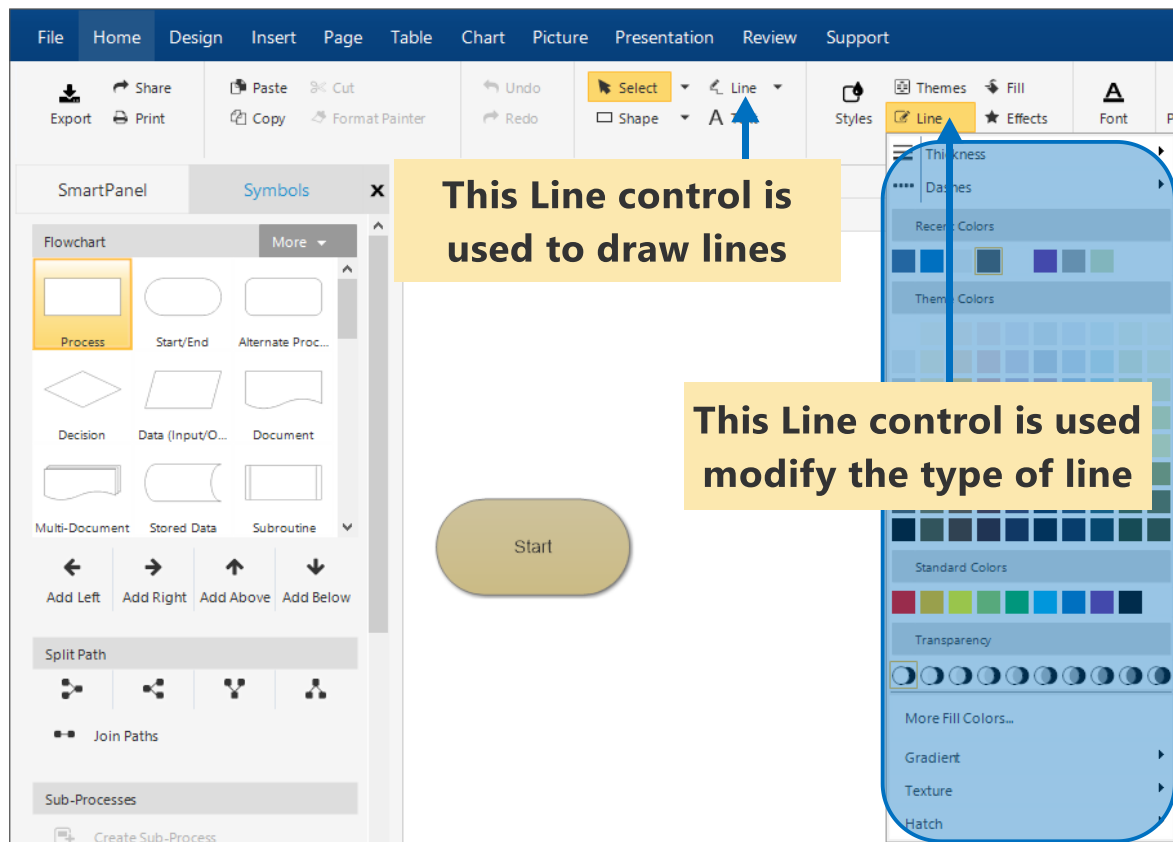 File Home Design Insert Page Table Chart Picture Presentation Review Support
Share Paste Cut Undo Select Line Themes Fill
Export Print Copy Format Painter Redo Shape A Styles Line Effects A Font P
Thickness
SmartPanel Symbols x
Dashes
This Line control is
used to draw lines
Recent Colors
Flowchart More
Theme Colors
Process Start/End Alternate Proc...
This Line control is used
modify the type of line
Decision Data (Input/O... Document
Multi-Document Stored Data Subroutine
Start
Standard Colors
Add Left Add Right Add Above Add Below
Transparency
Split Path
More Fill Colors...
Join Paths
Gradient
Texture
Sub-Processes
Hatch
Create Sub-Process